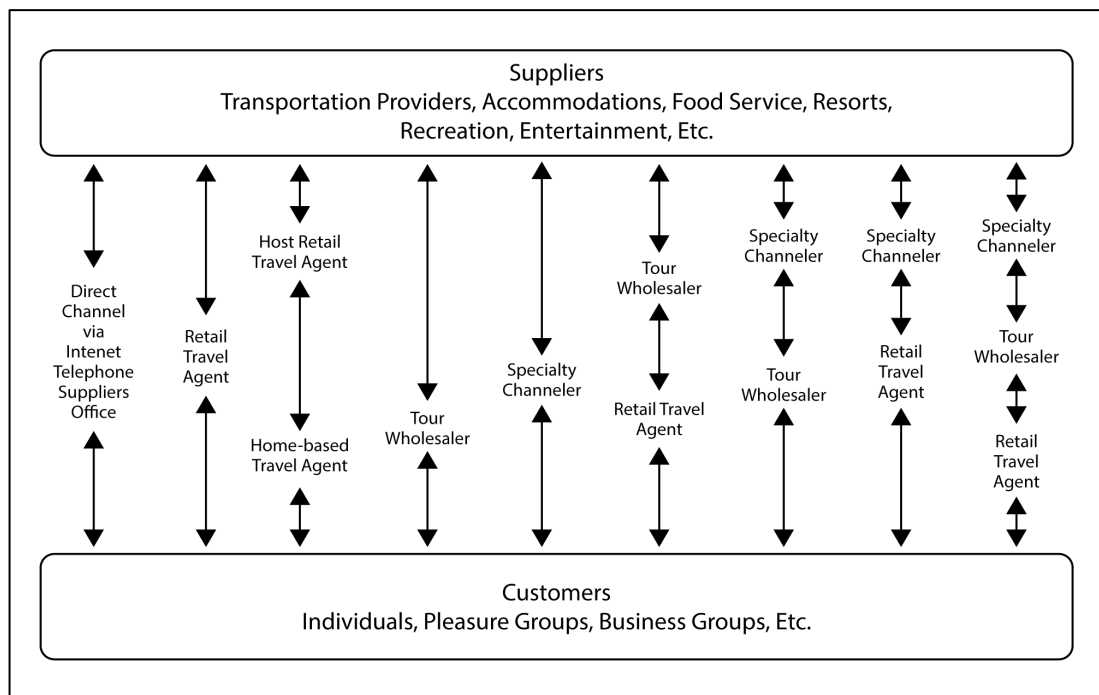 Suppliers
Transportation Providers, Accommodations, Food Service, Resorts,
Recreation, Entertainment, Etc.
Direct
Channel
via
Intenet
Telephone
Suppliers
Office
Retail
Travel
Agent
Host Retail
Travel Agent
Home-based
Travel Agent
Tour
Wholesaler
Specialty
Channeler
Tour
Wholesaler
Retail Travel
Agent
Specialty
Channeler
Tour
Wholesaler
Specialty
Channeler
Retail
Travel
Agent
Specialty
Channeler
Tour
Wholesaler
Retail
Travel
Agent
Customers
Individuals, Pleasure Groups, Business Groups, Etc.